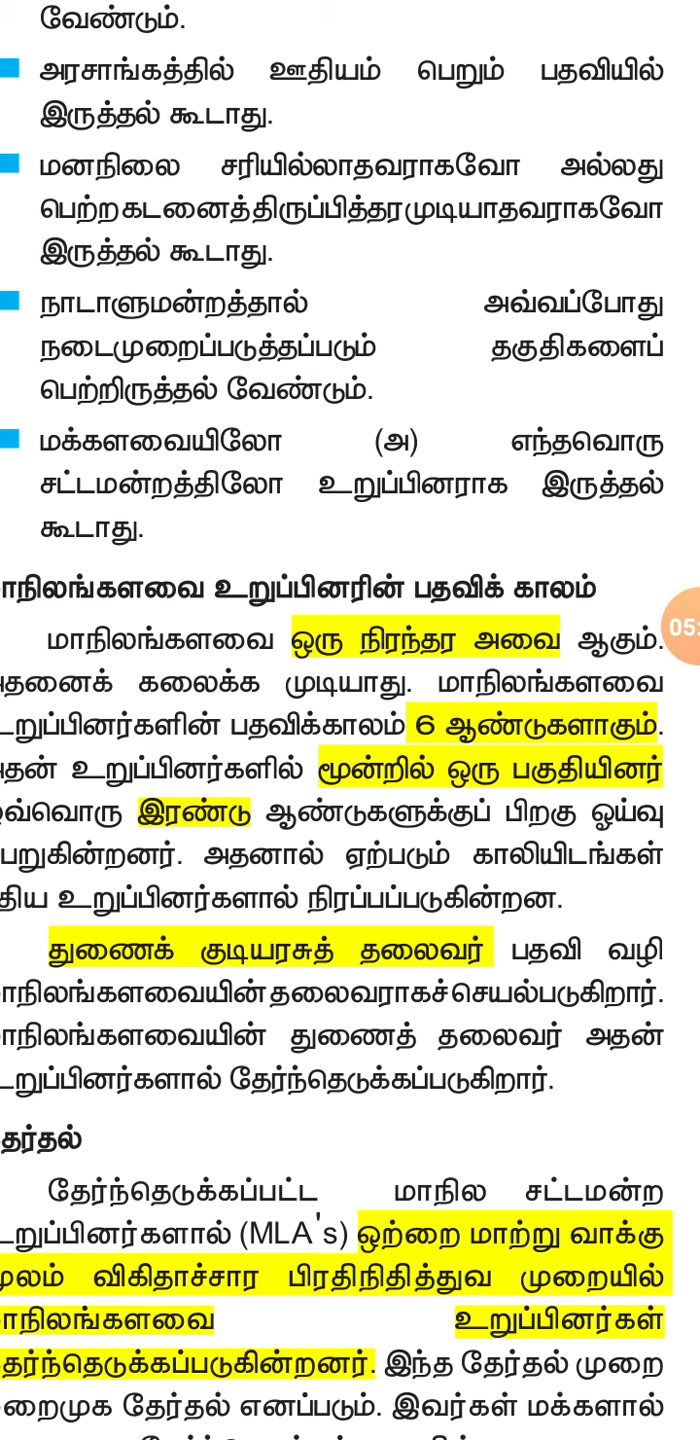 வேண்டும்.
அரசாங்கத்தில் ஊதியம் பெறும் பதவியில்
இருத்தல் கூடாது.
மனநிலை சரியில்லாதவராகவோ அல்லது
பெற்ற கடனைத் திருப்பித்தர முடியாதவராகவோ
இருத்தல் கூடாது.
நாடாளுமன்றத்தால் அவ்வப்போது
நடைமுறைப்படுத்தப்படும் தகுதிகளைப்
பெற்றிருத்தல் வேண்டும்.
மக்களவையிலோ (அ) எந்தவொரு
சட்டமன்றத்திலோ உறுப்பினராக இருத்தல்
கூடாது.
ாநிலங்களவை உறுப்பினரின் பதவிக் காலம்
05:
மாநிலங்களவை ஒரு நிரந்தர அவை ஆகும்.
அதனைக் கலைக்க முடியாது. மாநிலங்களவை
உறுப்பினர்களின் பதவிக்காலம் 6 ஆண்டுகளாகும்.
அதன் உறுப்பினர்களில் மூன்றில் ஒரு பகுதியினர்
ஒவ்வொரு இரண்டு ஆண்டுகளுக்குப் பிறகு ஓய்வு
பெறுகின்றனர். அதனால் ஏற்படும் காலியிடங்கள்
திய உறுப்பினர்களால் நிரப்பப்படுகின்றன.
துணைக் குடியரசுத் தலைவர் பதவி வழி
ாநிலங்களவையின் தலைவராகச் செயல்படுகிறார்.
ாநிலங்களவையின் துணைத் தலைவர் அதன்
உறுப்பினர்களால் தேர்ந்தெடுக்கப்படுகிறார்.
தேர்தல்
தேர்ந்தெடுக்கப்பட்ட மாநில சட்டமன்ற
உறுப்பினர்களால் (MLA's) ஒற்றை மாற்று வாக்கு
மூலம் விகிதாச்சார பிரதிநிதித்துவ முறையில்
ாநிலங்களவை உறுப்பினர்கள்
தேர்ந்தெடுக்கப்படுகின்றனர். இந்த தேர்தல் முறை
மறைமுக தேர்தல் எனப்படும். இவர்கள் மக்களால்